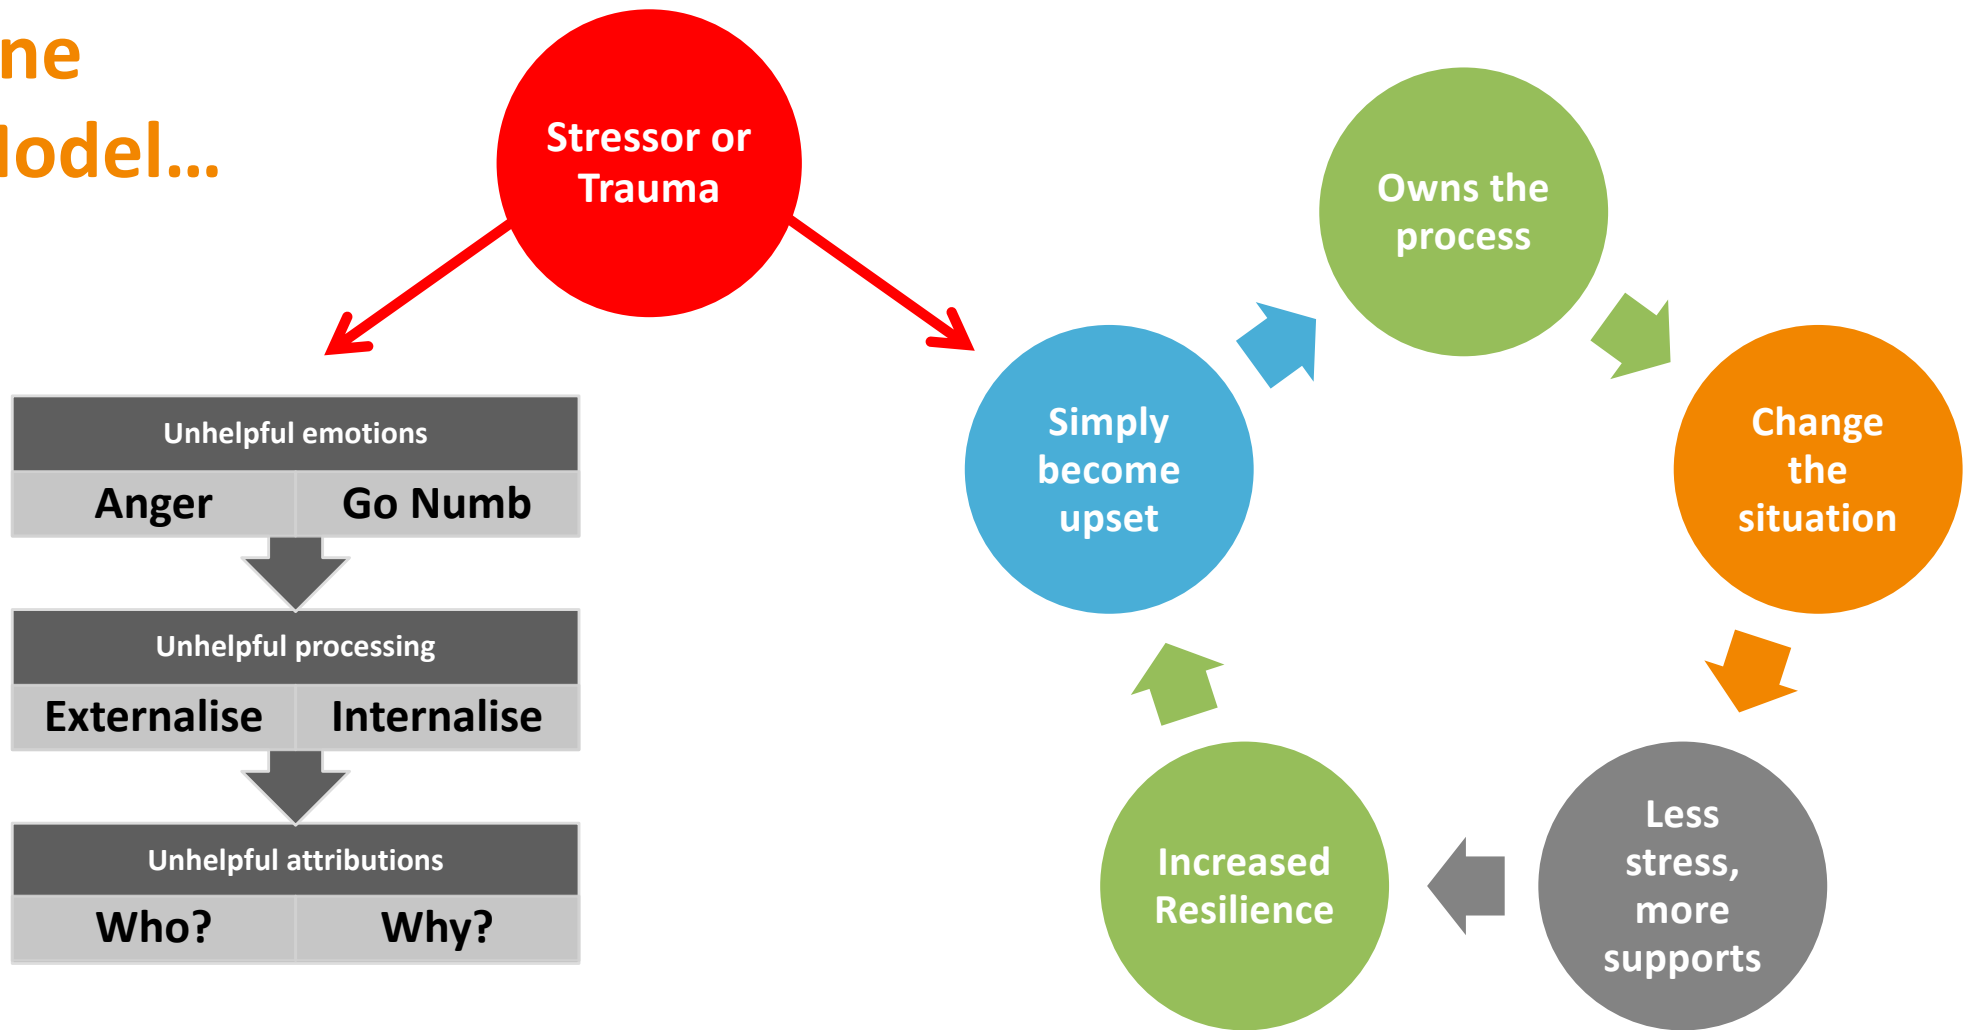 ne
Model…
Stressor or
Trauma
Owns the
process
Simply
become
upset
Change
the
situation
Less
stress,
more
supports
Increased
Resilience
Unhelpful emotions
Anger Go Numb
Unhelpful processing
Externalise Internalise
Unhelpful attributions
Who? Why?